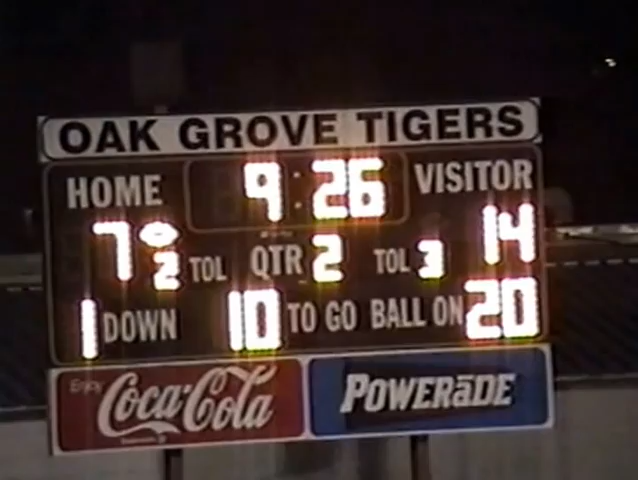 OAK GROVE TIGERS
HOME 9:26 VISITOR
7 2 TOL QTR 2 TOL 3 14
1 DOWN 10 TO GO BALL ON 20
Enjoy
Coca-Cola
POWERāDE